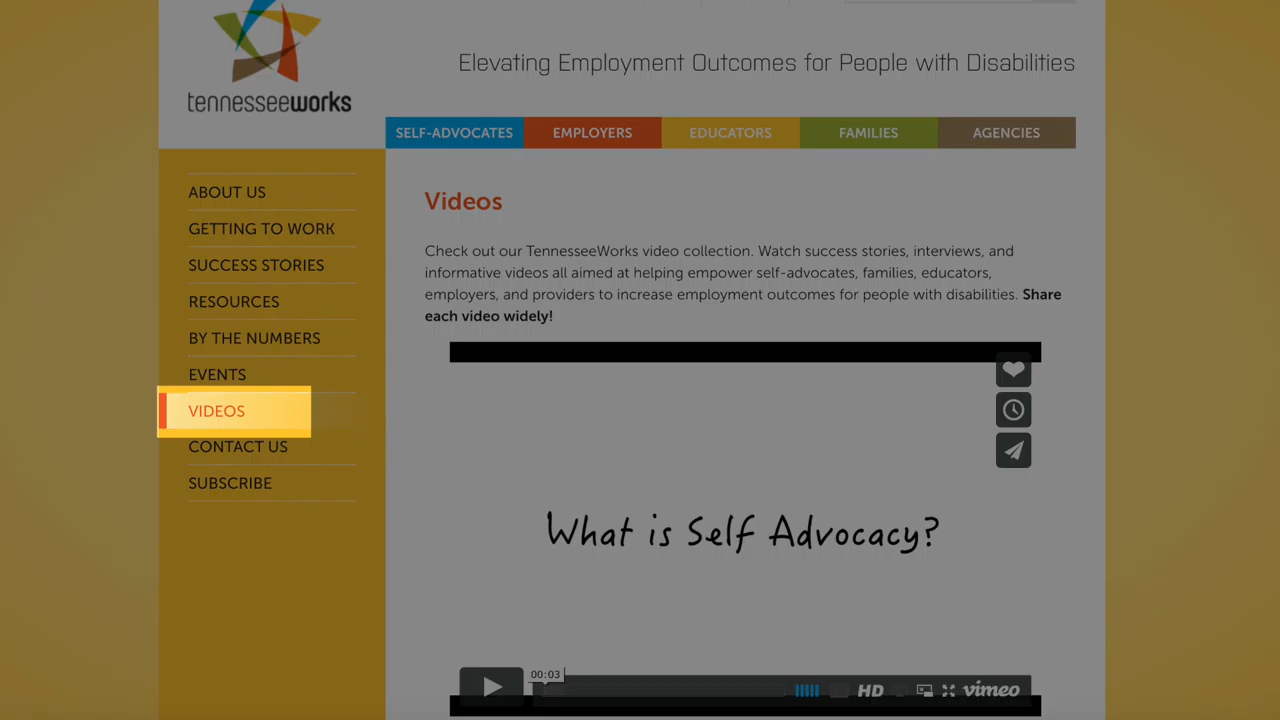 tennesseeworks
Elevating Employment Outcomes for People with Disabilities
SELF-ADVOCATES EMPLOYERS EDUCATORS FAMILIES AGENCIES
ABOUT US
GETTING TO WORK
SUCCESS STORIES
RESOURCES
BY THE NUMBERS
EVENTS
VIDEOS
CONTACT US
SUBSCRIBE
Videos
Check out our TennesseeWorks video collection. Watch success stories, interviews, and
informative videos all aimed at helping empower self-advocates, families, educators,
employers, and providers to increase employment outcomes for people with disabilities. Share
each video widely!
What is Self Advocacy?
00:03
HD vimeo